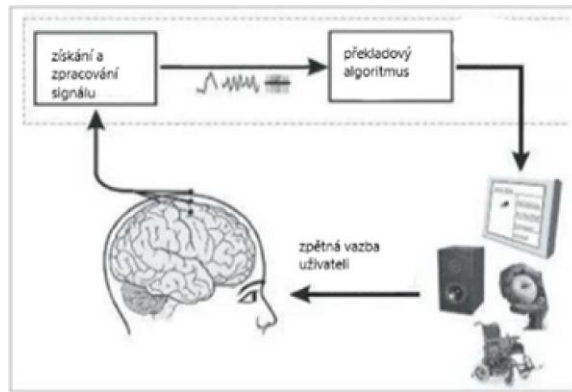 získání a
zpracování
signálu
překladový
algoritmus
zpětná vazba
uživateli